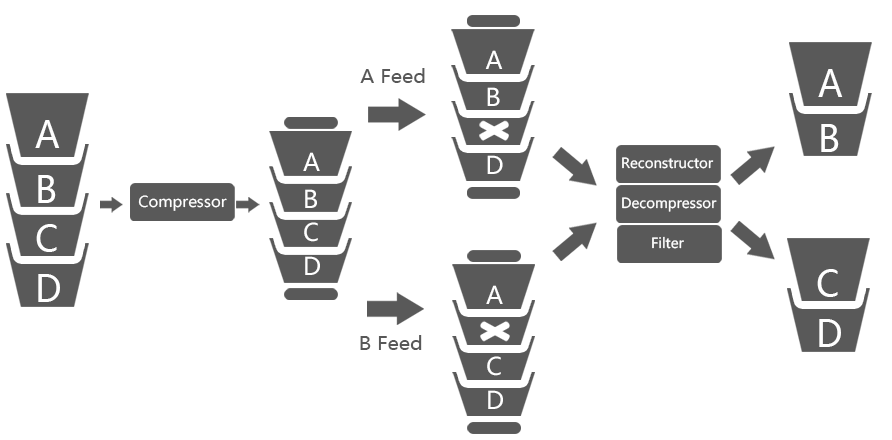 A
B
C
D
Compressor
A
B
C
D
A Feed
B Feed
A
B
D
A
C
D
Reconstructor
Decompressor
Filter
A
B
C
D